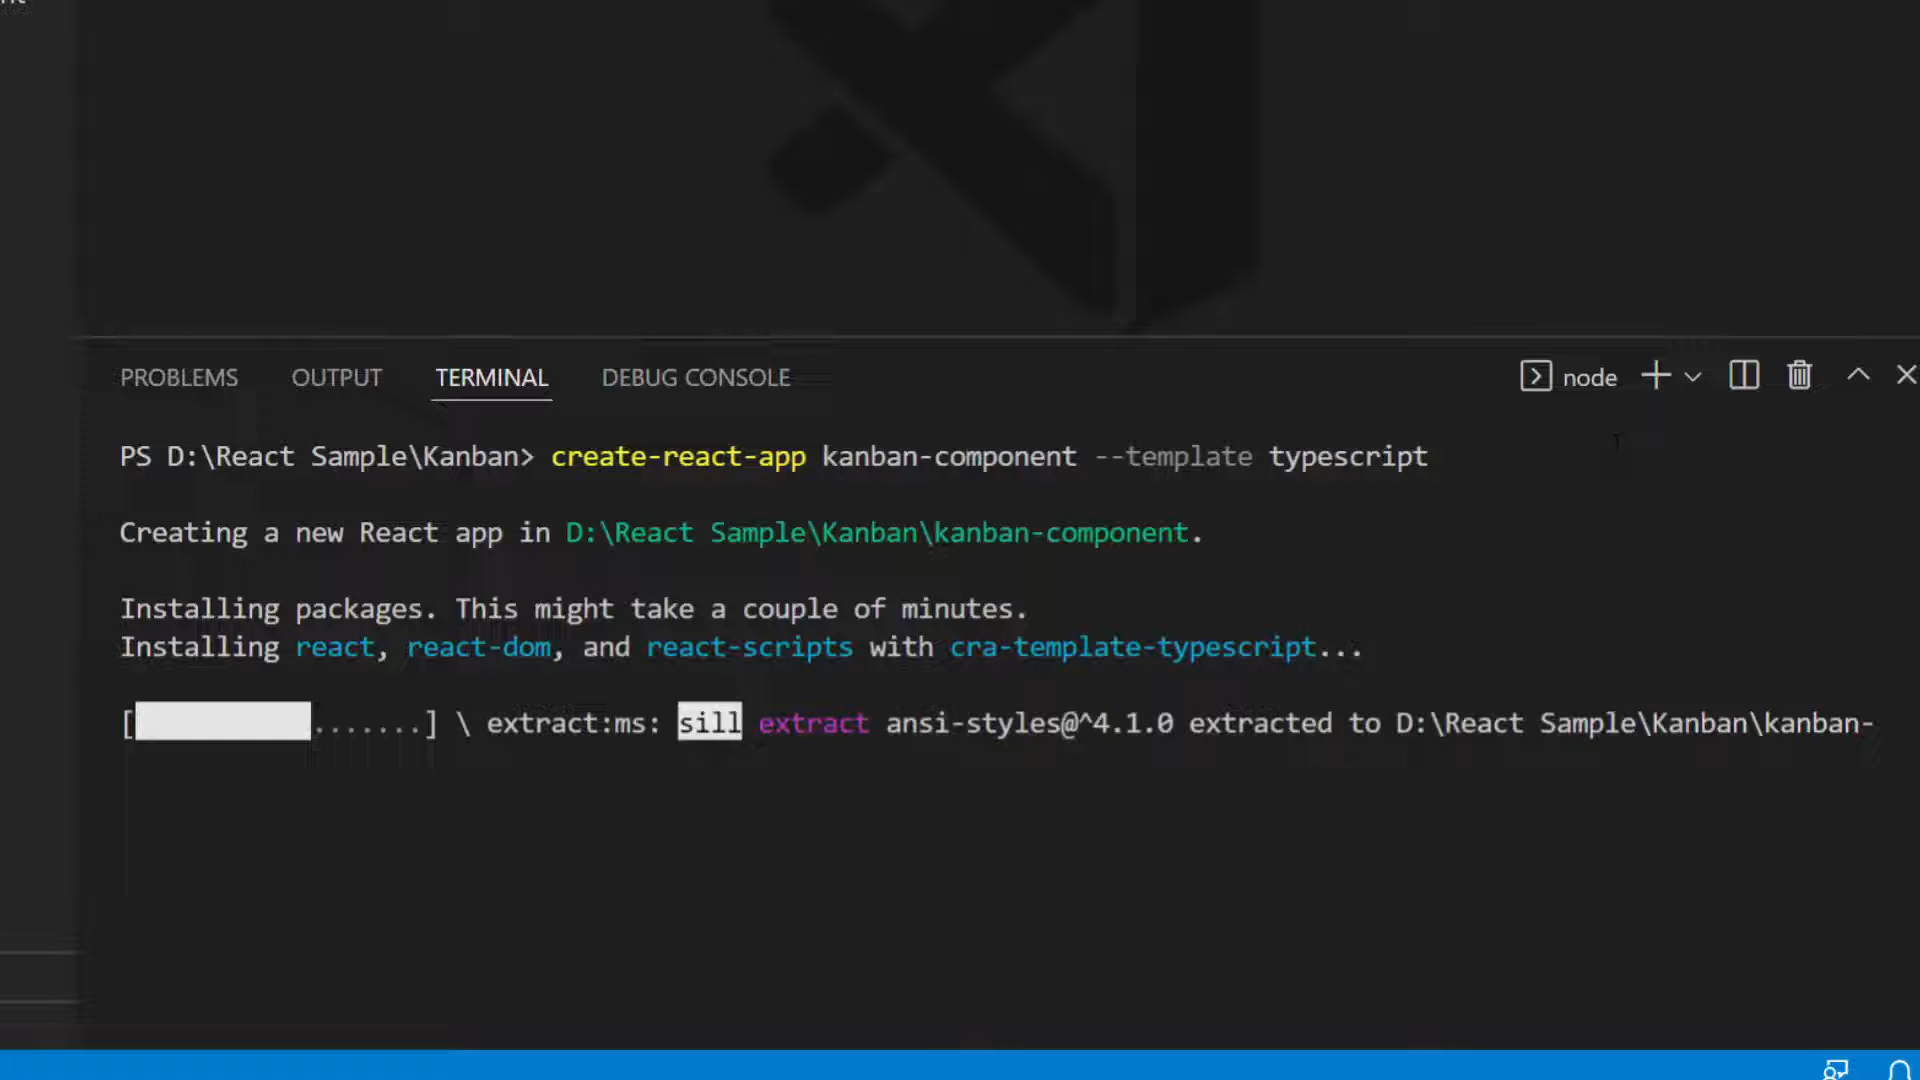 PROBLEMS OUTPUT TERMINAL DEBUG CONSOLE node
PS D:\React Sample\Kanban> create-react-app kanban-component --template typescript
Creating a new React app in D:\React Sample\Kanban\kanban-component.
Installing packages. This might take a couple of minutes.
Installing react, react-dom, and react-scripts with cra-template-typescript...
[ .......] \ extract:ms: sill extract ansi-styles@^4.1.0 extracted to D:\React Sample\Kanban\kanban-